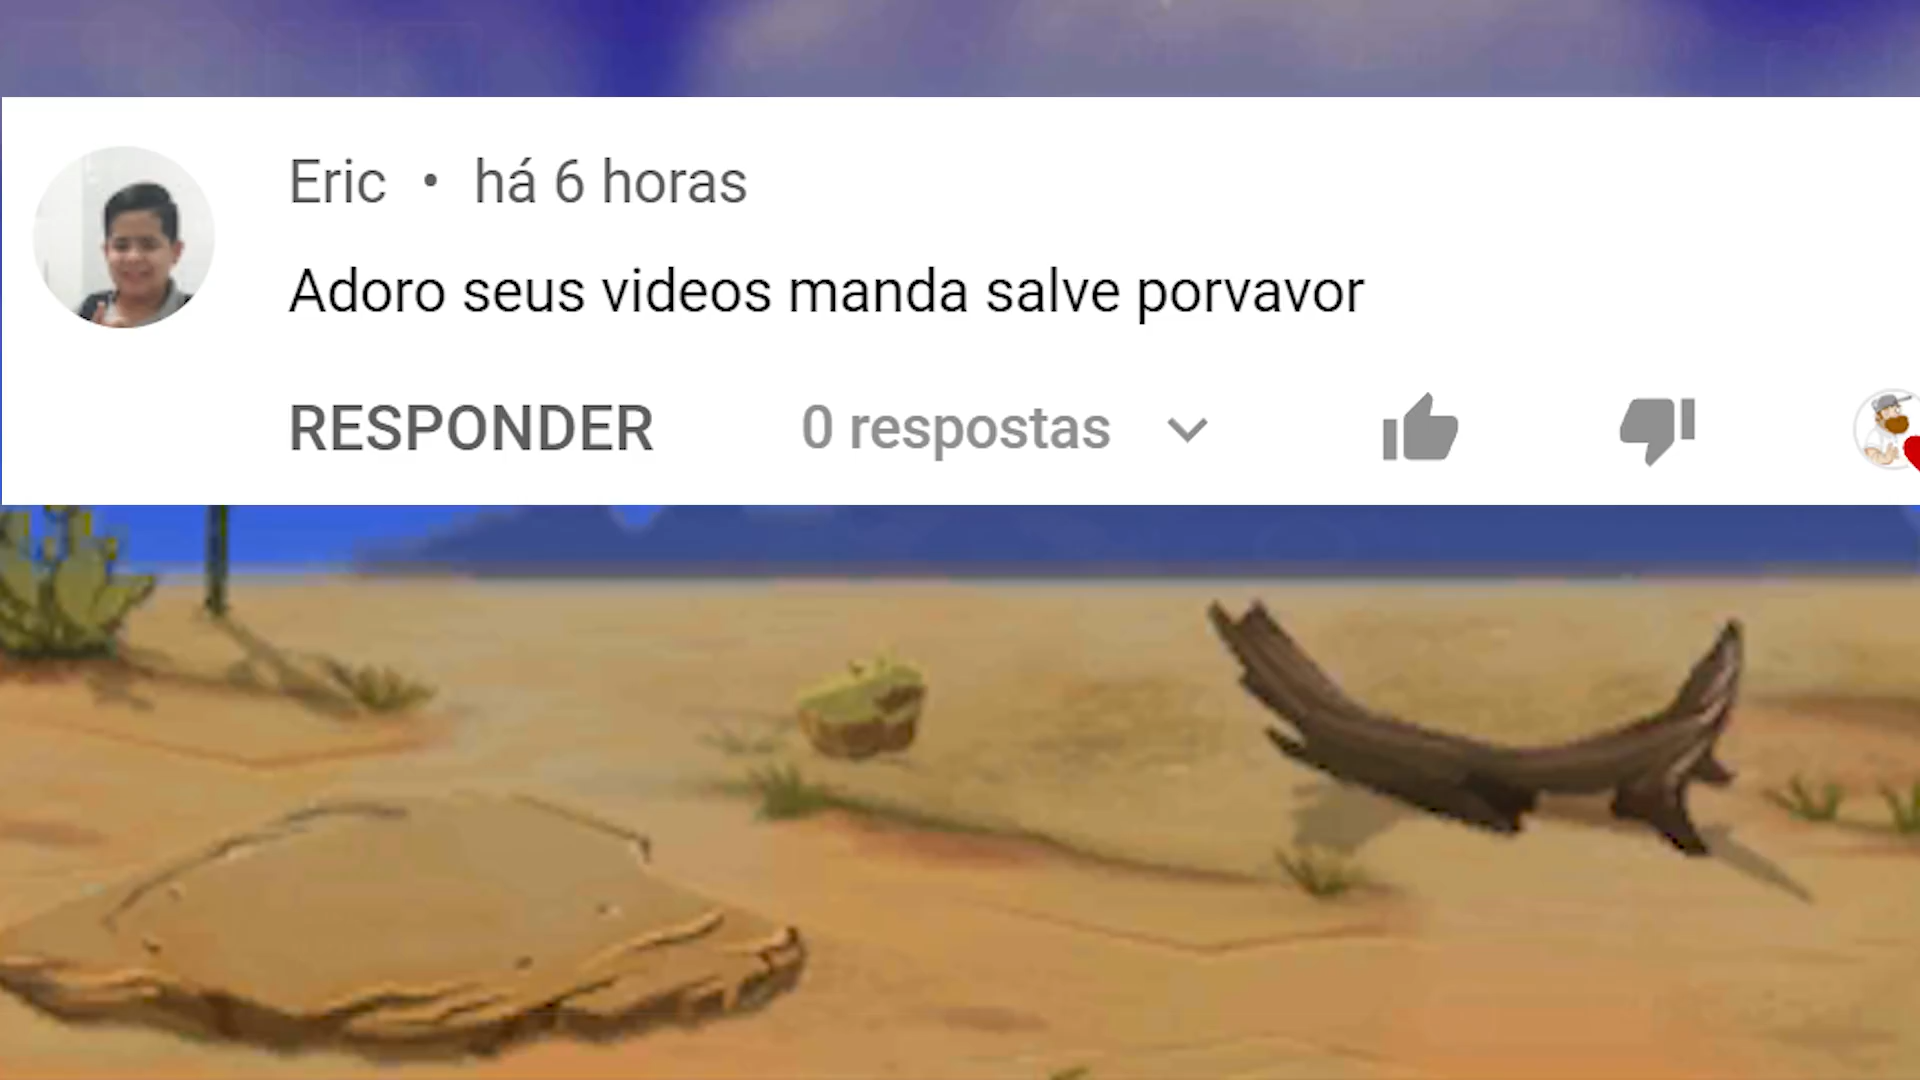 Eric • há 6 horas
Adoro seus videos manda salve porvavor
RESPONDER 0 respostas